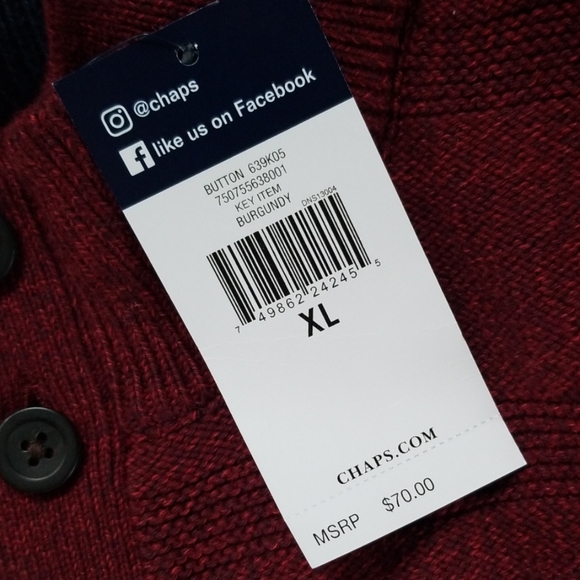 @chaps
f like us on Facebook
BUTTON 639K05
750755638001
KEY ITEM
BURGUNDY
DNS13004
7 49862 24245 5
XL
CHAPS.COM
MSRP $70.00